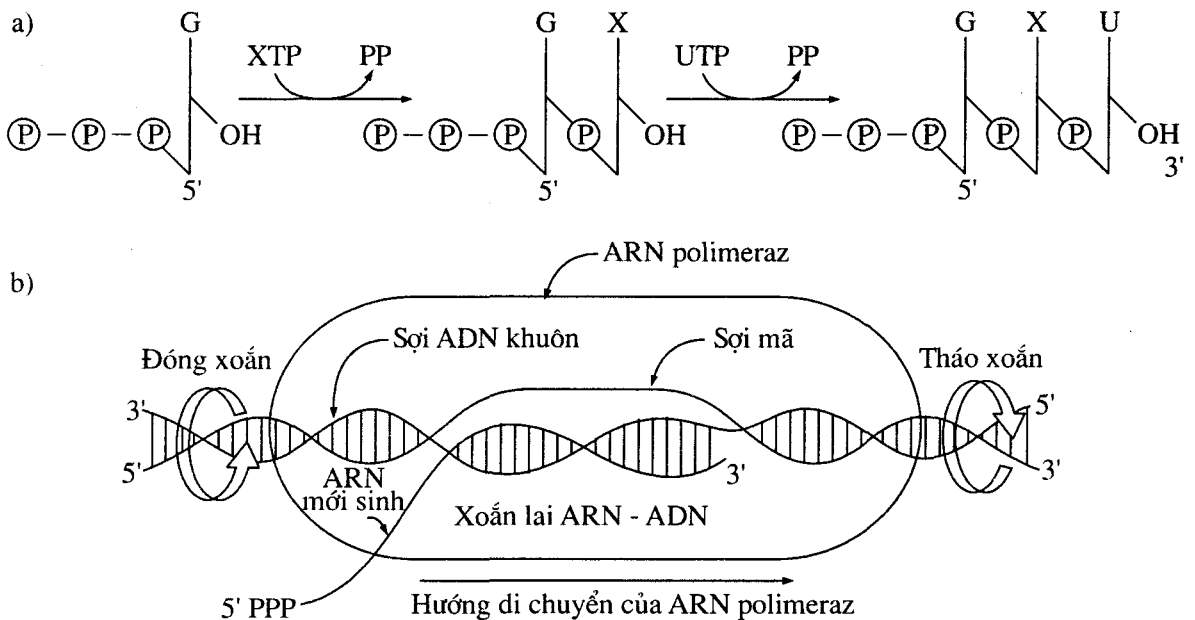 a)
G G X G X U
XTP PP UTP PP
P – P – P OH P – P – P P OH P – P – P P P OH
5' 5' 5' 3'
ARN polimeraz
b)
Sợi ADN khuôn Sợi mã
Đóng xoắn Tháo xoắn
3' 5'
5' 3' 3'
ARN
mới sinh
Xoắn lai ARN - ADN
5' PPP
Hướng di chuyển của ARN polimeraz